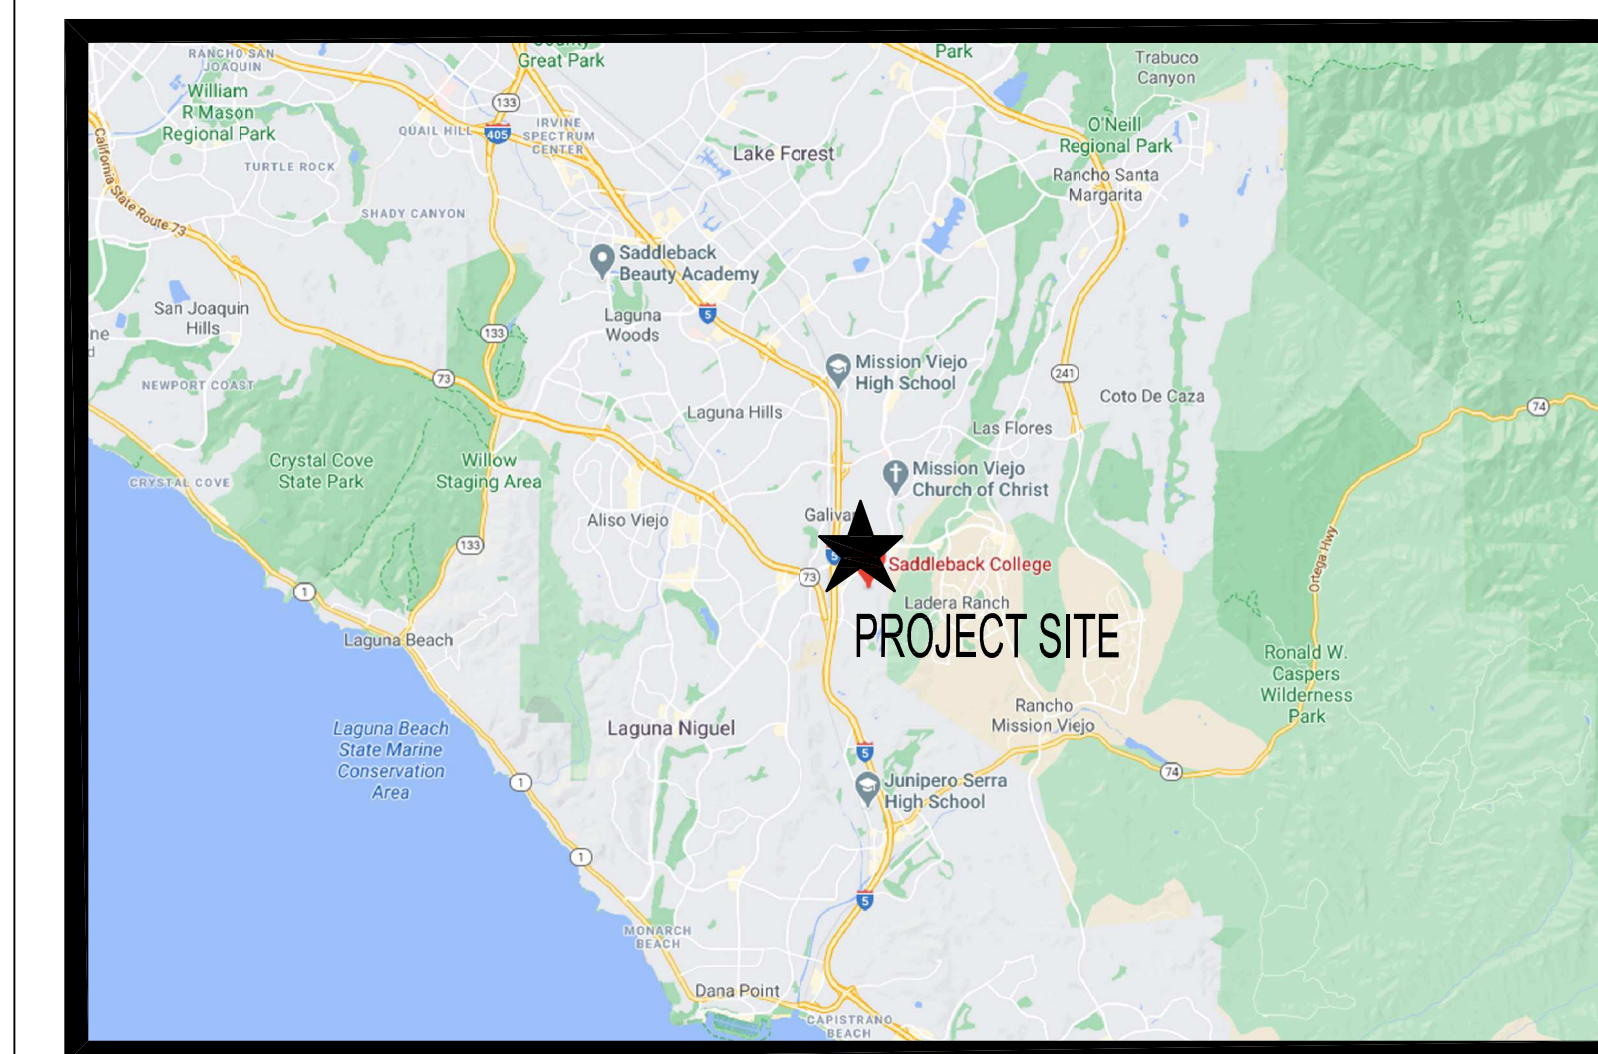 County
Great Park
Park
Trabuco
Canyon
RANCHO SAN
JOAQUIN
William
R Mason
Regional Park
133
QUAIL HILL
405
IRVINE
SPECTRUM
CENTER
Lake Forest
O'Neill
Regional Park
TURTLE ROCK
Rancho Santa
Margarita
California State Route 73
SHADY CANYON
Saddleback
Beauty Academy
San Joaquin
Hills
Laguna
Woods
5
133
ne
d
Mission Viejo
High School
73
241
NEWPORT COAST
Coto De Caza
74
Laguna Hills
Las Flores
Crystal Cove
State Park
Willow
Staging Area
Mission Viejo
Church of Christ
CRYSTAL COVE
Aliso Viejo
Galivan
133
5
Saddleback College
73
Ortega Hwy
1
Ladera Ranch
PROJECT SITE
Laguna Beach
Ronald W.
Caspers
Wilderness
Park
Rancho
Mission Viejo
Laguna Beach
State Marine
Conservation
Area
Laguna Niguel
5
74
1
Junipero Serra
High School
1
5
MONARCH
BEACH
Dana Point
CAPISTRANO
BEACH